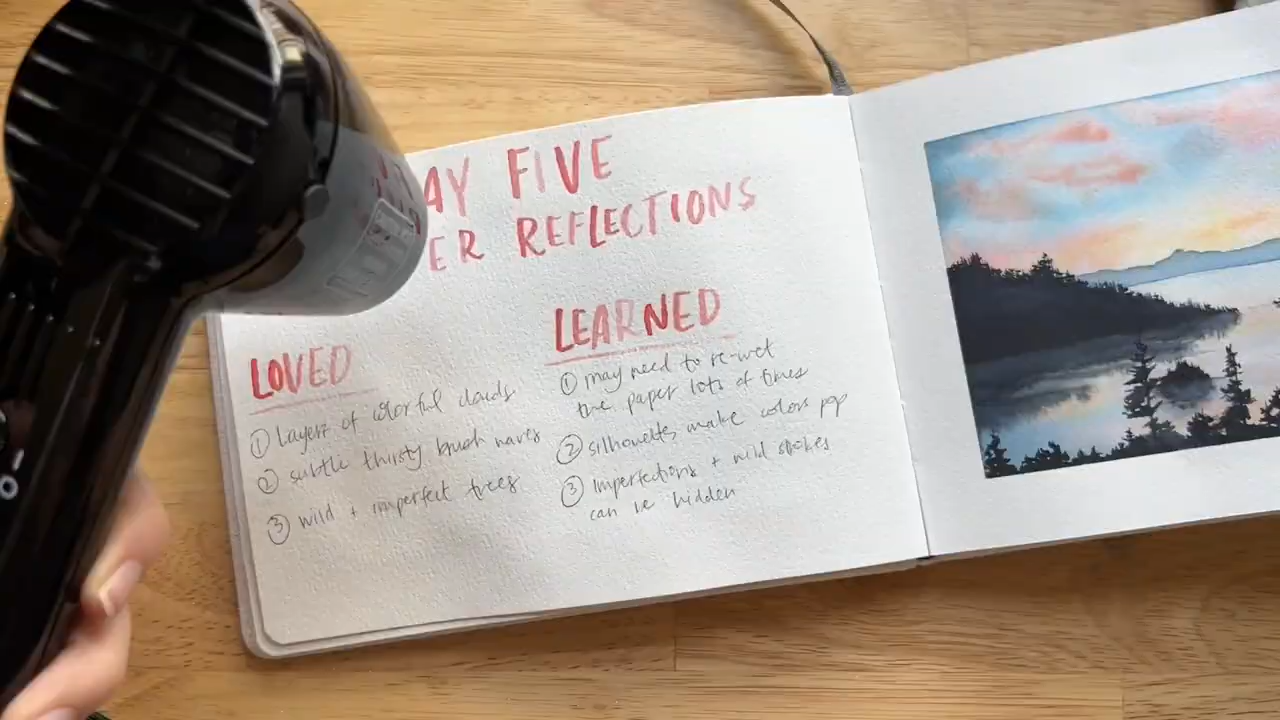 AY FIVE
ER REFLECTIONS
LOVED
① Layers of colorful clouds
② subtle thirsty brush waves
③ wild + imperfect trees
LEARNED
① may need to re-wet
the paper lots of times
② silhouettes make colors pop
③ Imperfections + wild strokes
can be hidden